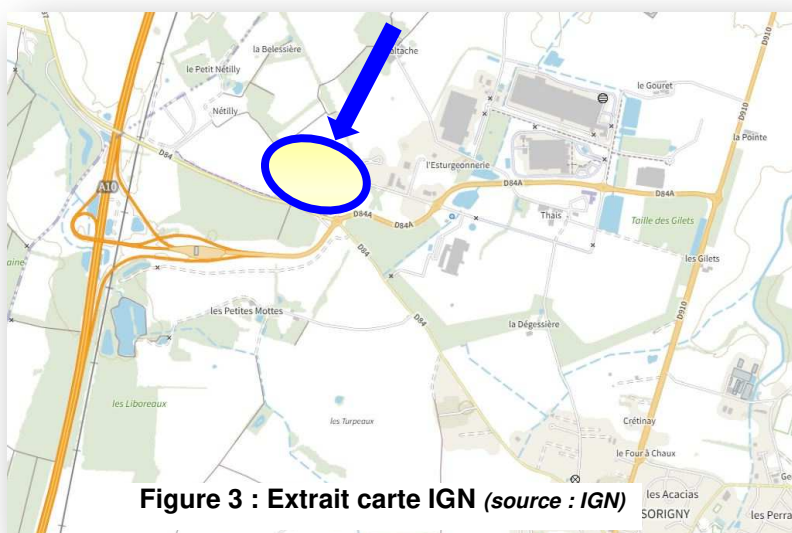 la Belessière
le Petit Nétilly
Nétilly
D84
A10
D910
le Gouret
D910
la Pointe
l'Esturgeonnerie
D84A
D84A
D84A
D84A
Thais
Taille des Gilets
les Gilets
D84
D910
les Petites Mottes
D84
la Dégessière
les Liboreaux
les Turpeaux
Crétinay
le Four à Chaux
les Acacias
SORIGNY
les Perra
Figure 3 : Extrait carte IGN (source : IGN)